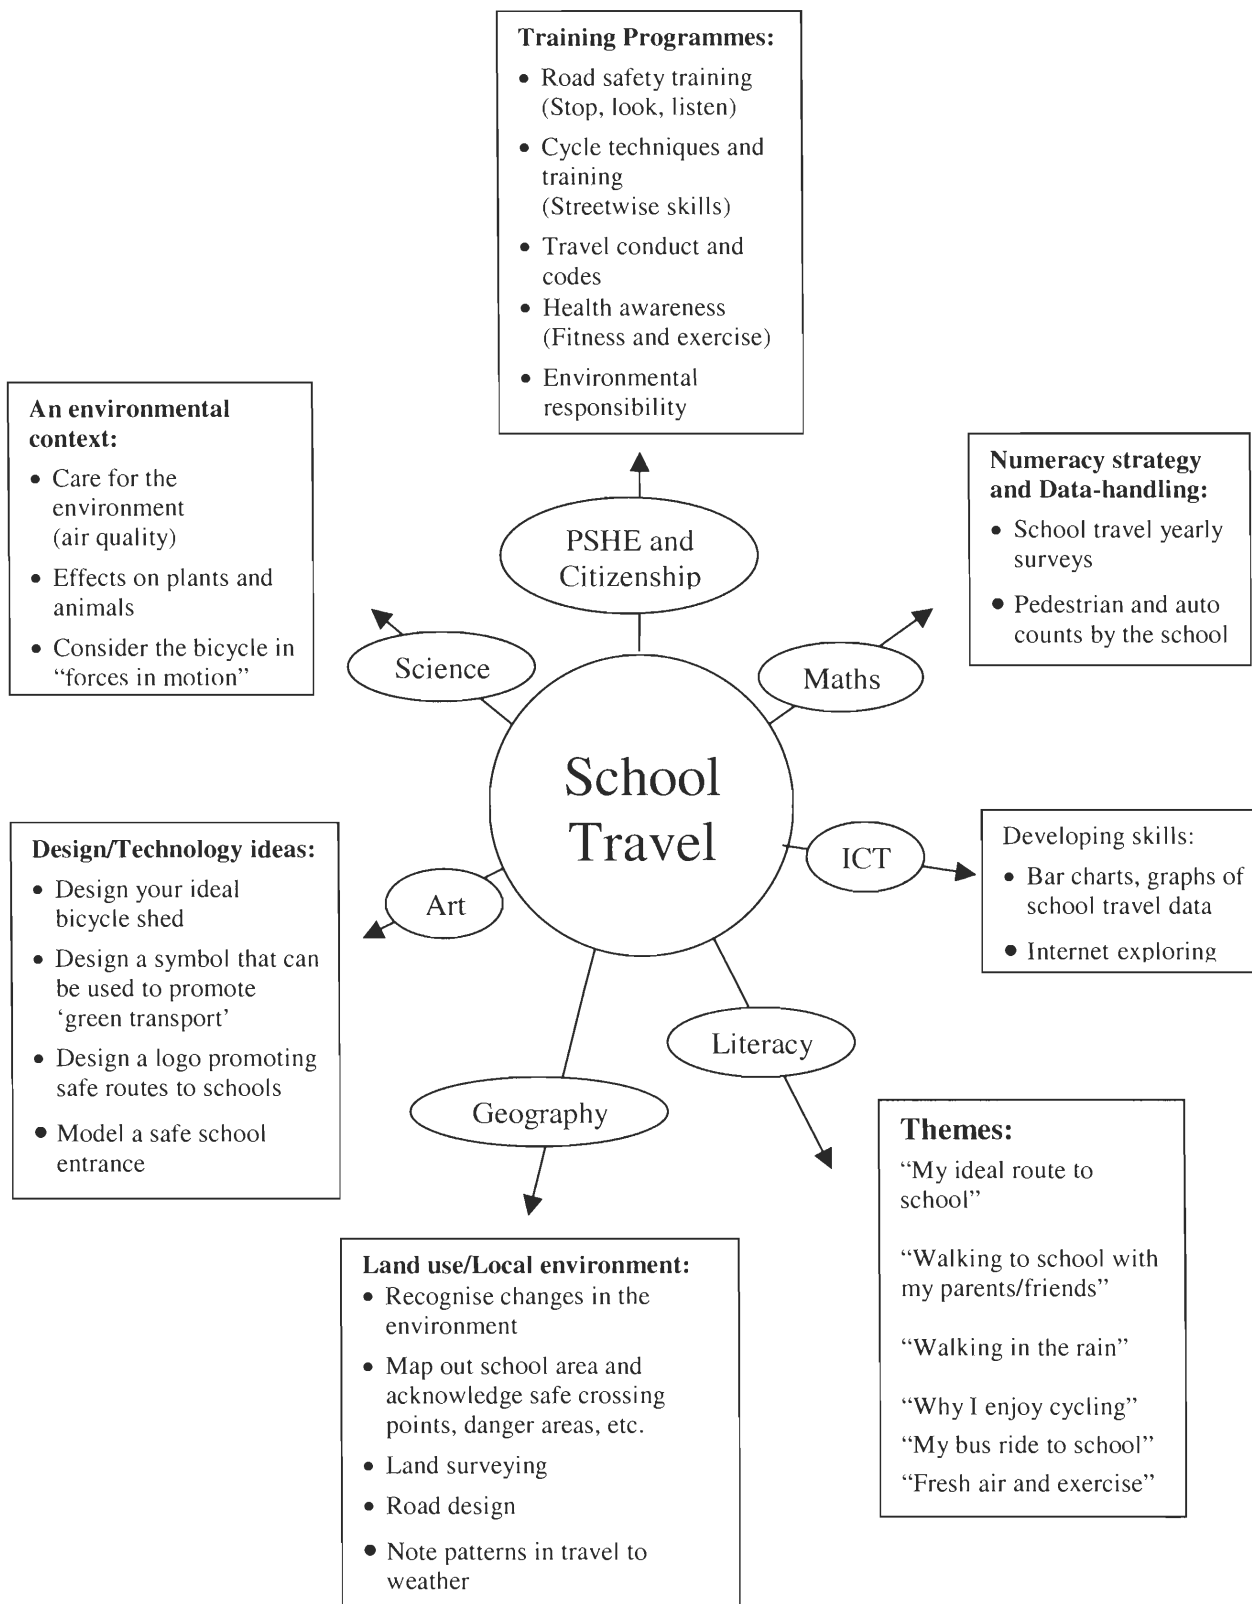 Training Programmes:
• Road safety training
(Stop, look, listen)
• Cycle techniques and
training
(Streetwise skills)
• Travel conduct and
codes
• Health awareness
(Fitness and exercise)
• Environmental
responsibility
An environmental
context:
• Care for the
environment
(air quality)
• Effects on plants and
animals
• Consider the bicycle in
“forces in motion”
Numeracy strategy
and Data-handling:
• School travel yearly
surveys
• Pedestrian and auto
counts by the school
PSHE and
Citizenship
Science
Maths
School
Travel
Design/Technology ideas:
• Design your ideal
bicycle shed
• Design a symbol that can
be used to promote
‘green transport’
• Design a logo promoting
safe routes to schools
• Model a safe school
entrance
Art
ICT
Developing skills:
• Bar charts, graphs of
school travel data
• Internet exploring
Literacy
Geography
Themes:
“My ideal route to
school”
“Walking to school with
my parents/friends”
“Walking in the rain”
“Why I enjoy cycling”
“My bus ride to school”
“Fresh air and exercise”
Land use/Local environment:
• Recognise changes in the
environment
• Map out school area and
acknowledge safe crossing
points, danger areas, etc.
• Land surveying
• Road design
• Note patterns in travel to
weather